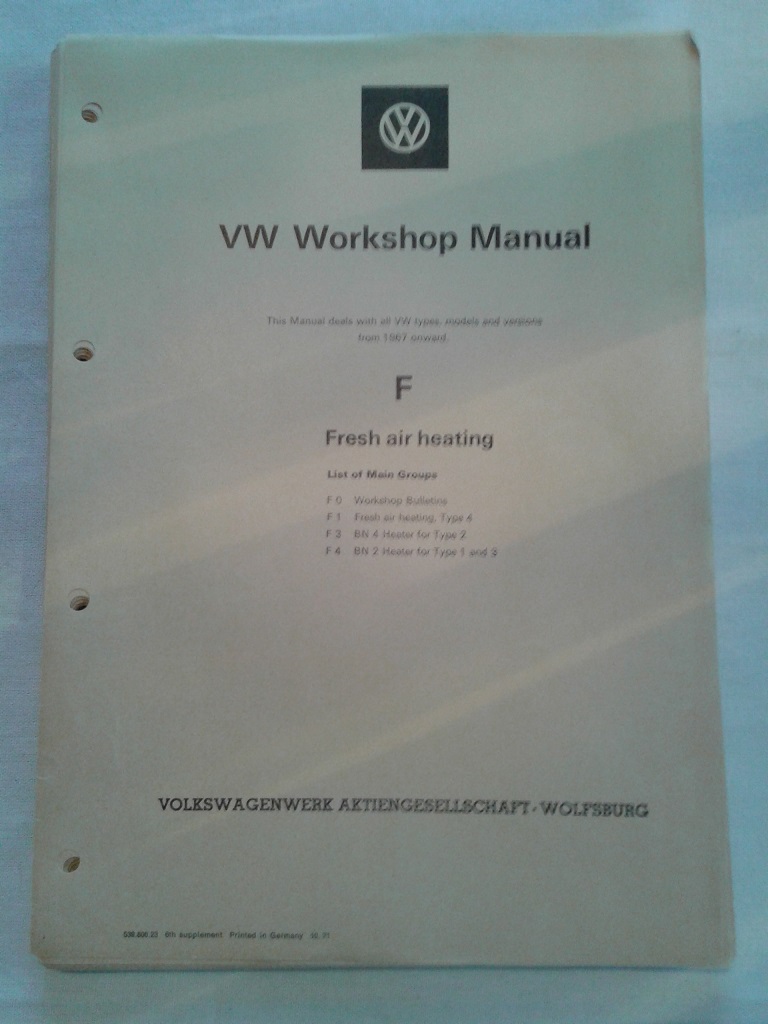 VW Workshop Manual
This Manual deals with all VW types, models and versions
from 1967 onward.
F
Fresh air heating
List of Main Groups
F 0 Workshop Bulletins
F 1 Fresh air heating, Type 4
F 3 BN 4 Heater for Type 2
F 4 BN 2 Heater for Type 1 and 3
VOLKSWAGENWERK AKTIENGESELLSCHAFT · WOLFSBURG
6th supplement Printed in Germany